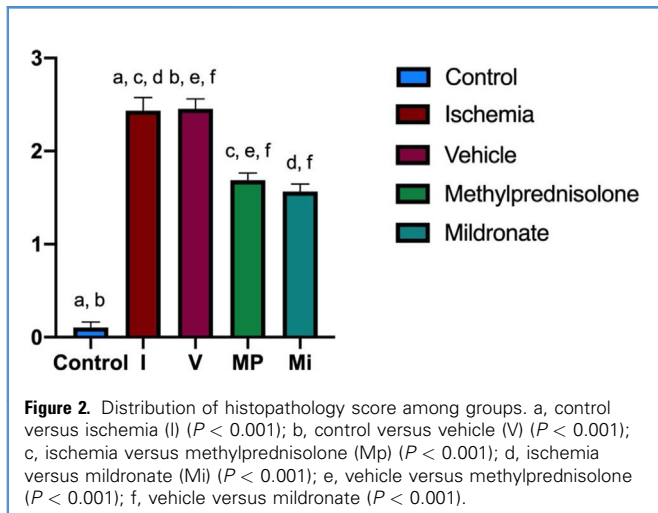 3
a, c, d b, e, f
Control
Ischemia
2
Vehicle
c, e, f
d, f
Methylprednisolone
1
Mildronate
a, b
0
Control I V MP Mi
Figure 2. Distribution of histopathology score among groups. a, control
versus ischemia (I) (P < 0.001); b, control versus vehicle (V) (P < 0.001);
c, ischemia versus methylprednisolone (Mp) (P < 0.001); d, ischemia
versus mildronate (Mi) (P < 0.001); e, vehicle versus methylprednisolone
(P < 0.001); f, vehicle versus mildronate (P < 0.001).